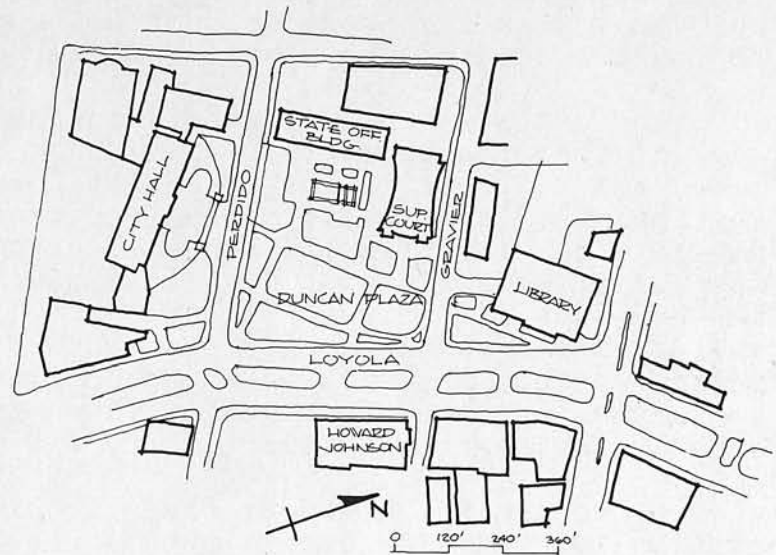 STATE OFF
BLDG.
CITY HALL
PERDIDO
SUP.
COURT
GRAVIER
DUNCAN PLAZA
LIBRARY
LOYOLA
HOWARD
JOHNSON
N
0 120' 240' 360'